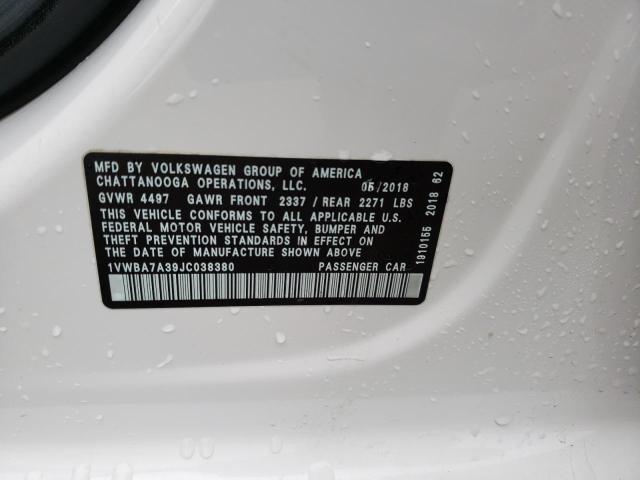 MFD BY VOLKSWAGEN GROUP OF AMERICA
CHATTANOOGA OPERATIONS, LLC. 05/2018
GVWR 4497 GAWR FRONT 2337 / REAR 2271 LBS
THIS VEHICLE CONFORMS TO ALL APPLICABLE U.S.
FEDERAL MOTOR VEHICLE SAFETY, BUMPER AND
THEFT PREVENTION STANDARDS IN EFFECT ON
THE DATE OF MANUFACTURE SHOWN ABOVE
1VWBA7A39JC038380 PASSENGER CAR
1910155 2018 62